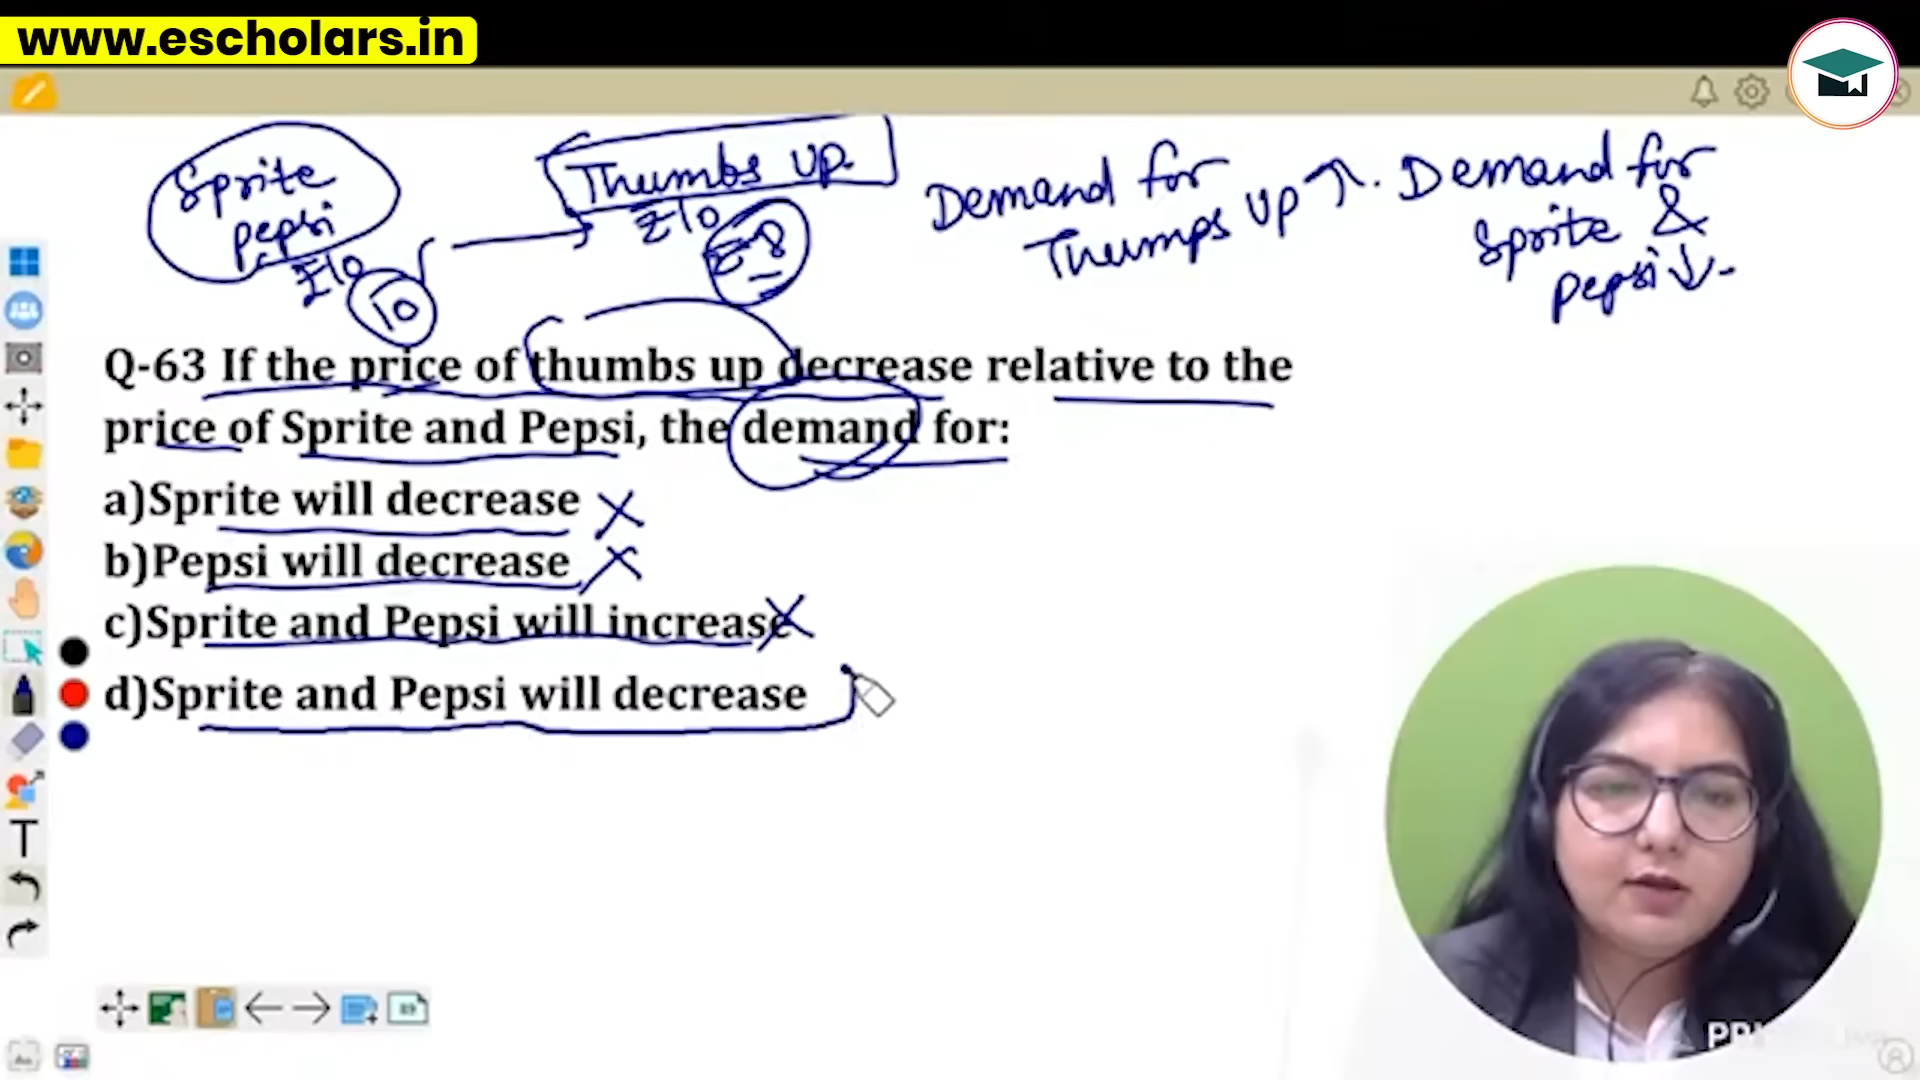 www.escholars.in
Sprite
pepsi
₹10
10
Thumbs up.
₹10
₹8
Demand for
Thumps up ↑.
Demand for
Sprite &
pepsi ↓.
Q-63 If the price of thumbs up decrease relative to the
price of Sprite and Pepsi, the demand for:
a)Sprite will decrease X
b)Pepsi will decrease X
c)Sprite and Pepsi will increase X
d)Sprite and Pepsi will decrease
T